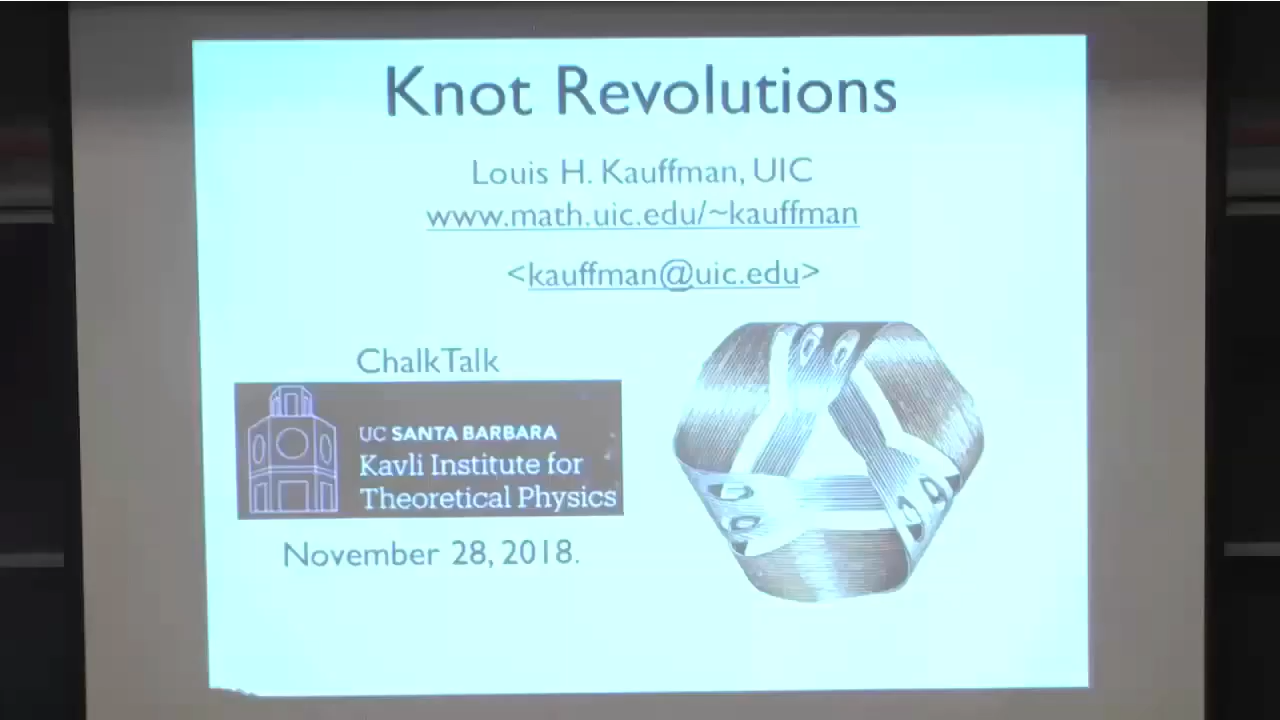 Knot Revolutions
Louis H. Kauffman, UIC
www.math.uic.edu/~kauffman
<kauffman@uic.edu>
ChalkTalk
UC SANTA BARBARA
Kavli Institute for
Theoretical Physics
November 28, 2018.